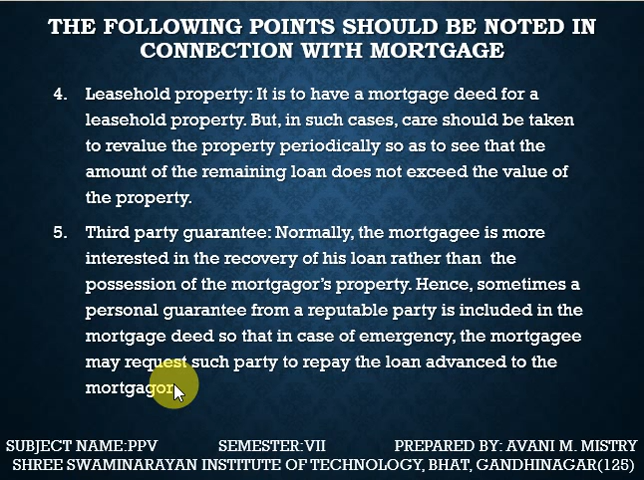 THE FOLLOWING POINTS SHOULD BE NOTED IN
CONNECTION WITH MORTGAGE
4. Leasehold property: It is to have a mortgage deed for a
leasehold property. But, in such cases, care should be taken
to revalue the property periodically so as to see that the
amount of the remaining loan does not exceed the value of
the property.
5. Third party guarantee: Normally, the mortgagee is more
interested in the recovery of his loan rather than the
possession of the mortgagor's property. Hence, sometimes a
personal guarantee from a reputable party is included in the
mortgage deed so that in case of emergency, the mortgagee
may request such party to repay the loan advanced to the
mortgagor.
SUBJECT NAME:PPV SEMESTER:VII PREPARED BY: AVANI M. MISTRY
SHREE SWAMINARAYAN INSTITUTE OF TECHNOLOGY, BHAT, GANDHINAGAR(125)